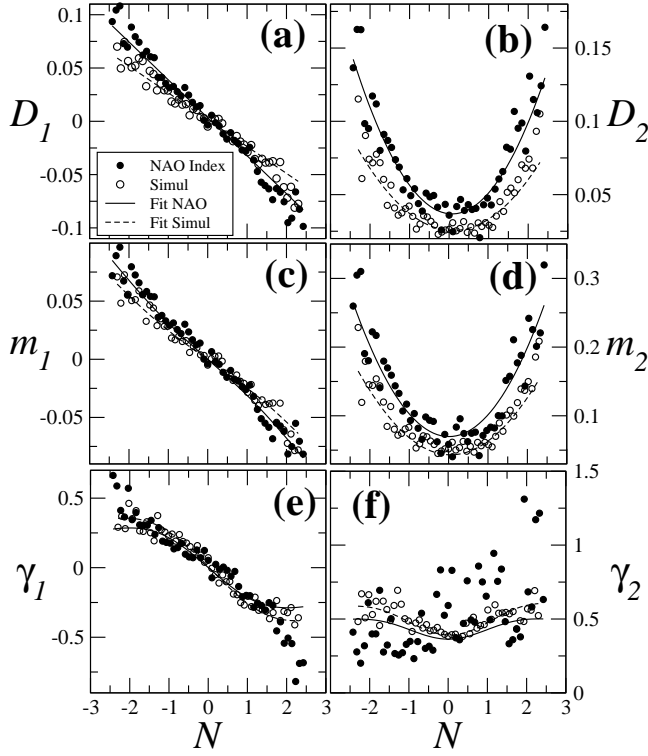 0.1
0.05
0
-0.05
-0.1
D1
(a)
NAO Index
Simul
Fit NAO
Fit Simul
(b)
0.15
0.1
0.05
D2
0.05
0
-0.05
m1
(c)
(d)
0.3
0.2
0.1
m2
0.5
0
-0.5
γ1
(e)
(f)
1.5
1
0.5
0
γ2
-3 -2 -1 0 1 2 3
-2 -1 0 1 2 3
N N